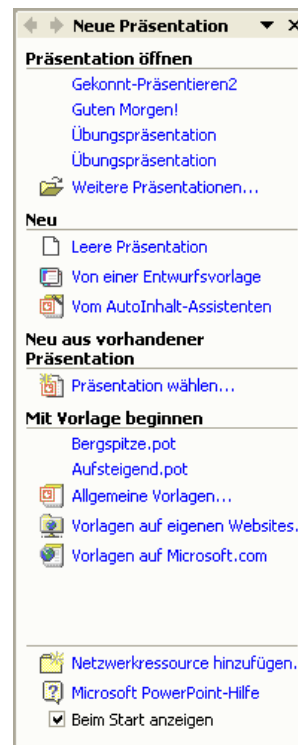 Neue Präsentation
Präsentation öffnen
Gekonnt-Präsentieren2
Guten Morgen!
Übungspräsentation
Übungspräsentation
Weitere Präsentationen...
Neu
Leere Präsentation
Von einer Entwurfsvorlage
Vom AutoInhalt-Assistenten
Neu aus vorhandener
Präsentation
Präsentation wählen...
Mit Vorlage beginnen
Bergspitze.pot
Aufsteigend.pot
Allgemeine Vorlagen...
Vorlagen auf eigenen Websites.
Vorlagen auf Microsoft.com
Netzwerkressource hinzufügen.
Microsoft PowerPoint-Hilfe
Beim Start anzeigen